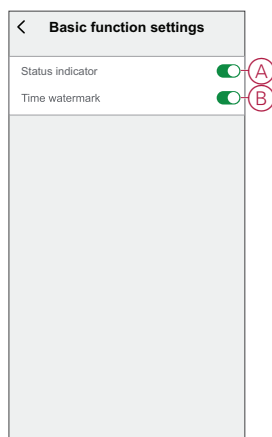 Basic function settings
Status indicator
A
Time watermark
B